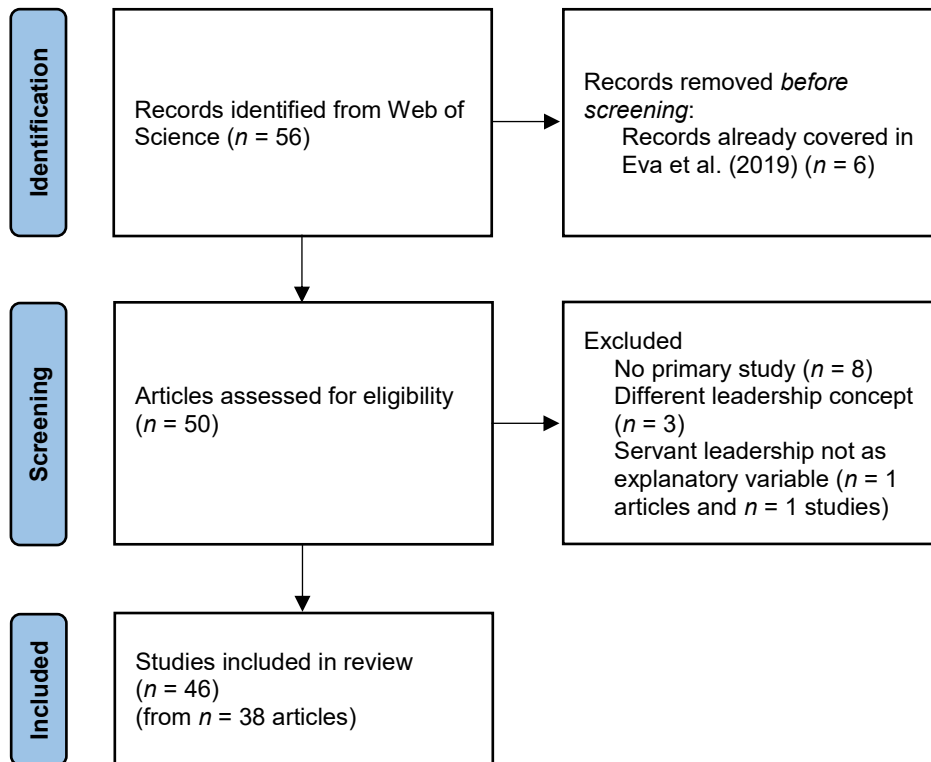 Identification
Records identified from Web of
Science (n = 56)
Records removed before
screening:
Records already covered in
Eva et al. (2019) (n = 6)
Screening
Articles assessed for eligibility
(n = 50)
Excluded
No primary study (n = 8)
Different leadership concept
(n = 3)
Servant leadership not as
explanatory variable (n = 1
articles and n = 1 studies)
Included
Studies included in review
(n = 46)
(from n = 38 articles)